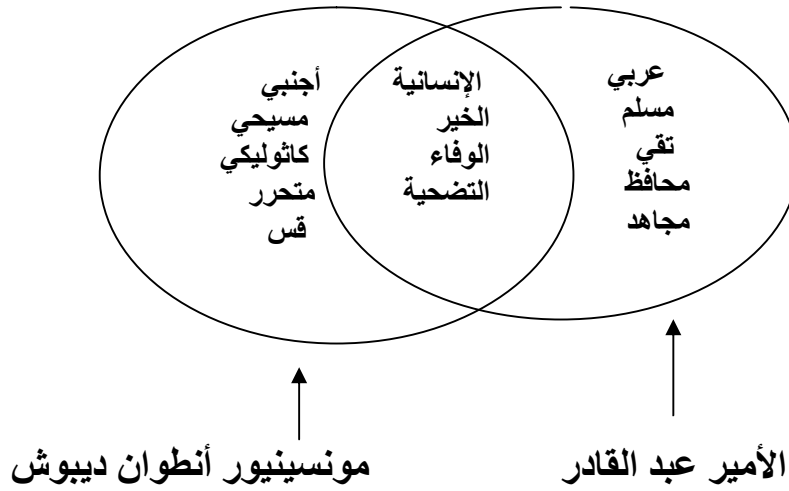 عربي
مسلم
تقي
محافظ
مجاهد
الإنسانية
الخير
الوفاء
التضحية
أجنبي
مسيحي
كاثوليكي
متحرر
قس
الأمير عبد القادر
مونسينيور أنطوان ديبوش